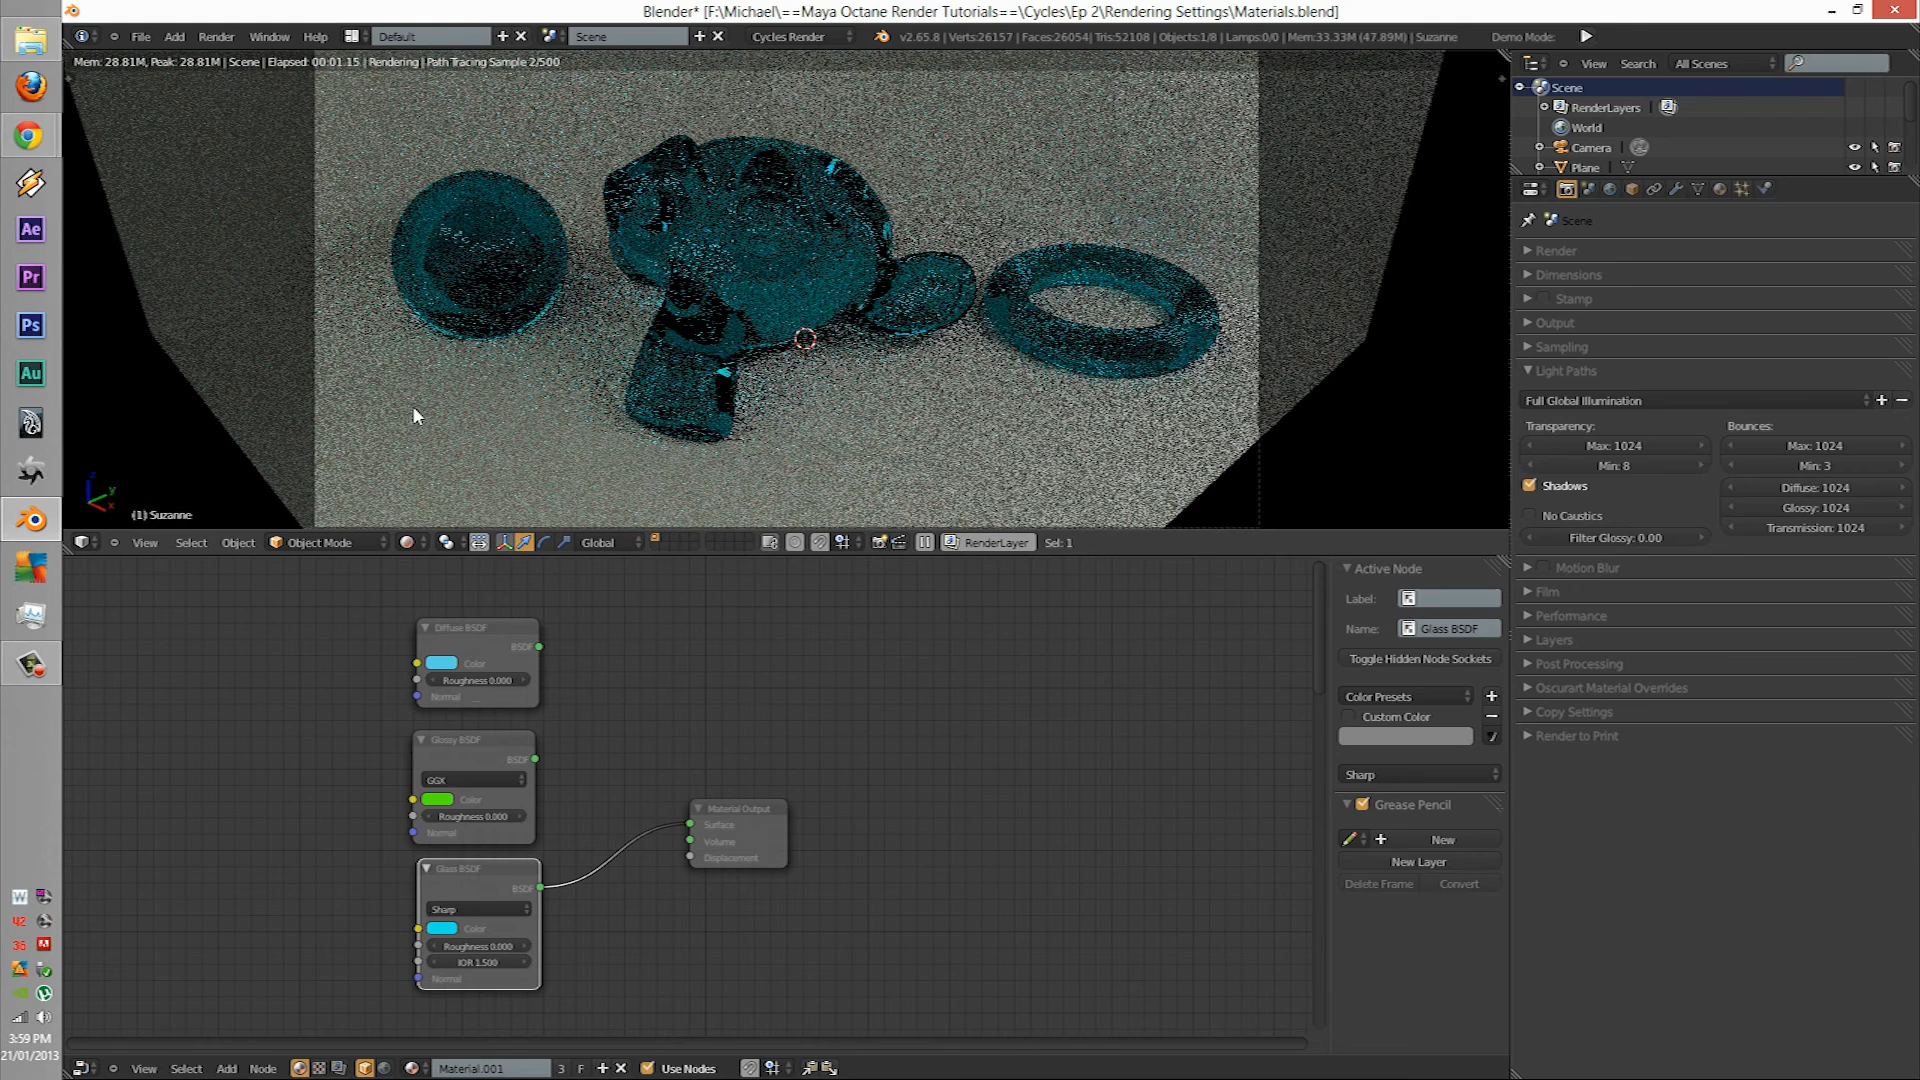 Blender* [F:\Michael\==Maya Octane Render Tutorials==\Cycles\Ep 2\Rendering Settings\Materials.blend]
File Add Render Window Help Default Scene Cycles Render v2.65.8 | Verts:26157 | Faces:26054 | Tris:52108 | Objects:1/8 | Lamps:0/0 | Mem:33.33M (47.89M) | Suzanne Demo Mode:
Mem: 28.81M, Peak: 28.81M | Scene | Elapsed: 00:01.15 | Rendering | Path Tracing Sample 2/500
View Search All Scenes
Scene
RenderLayers
World
Camera
Plane
Scene
Render
Dimensions
Stamp
Output
Sampling
Light Paths
Full Global Illumination
Transparency: Bounces:
Max: 1024 Max: 1024
Min: 8 Min: 3
Shadows Diffuse: 1024
No Caustics Glossy: 1024
Filter Glossy: 0.00 Transmission: 1024
Motion Blur
Film
Performance
Layers
Post Processing
Oscurart Material Overrides
Copy Settings
Render to Print
Ae
Pr
Ps
Au
z
y
x
(1) Suzanne
View Select Object Object Mode Global RenderLayer Sel: 1
Diffuse BSDF
BSDF
Color
Roughness 0.000
Normal
Glossy BSDF
BSDF
GGX
Color
Roughness 0.000
Normal
Glass BSDF
BSDF
Sharp
Color
Roughness 0.000
IOR 1.500
Normal
Material Output
Surface
Volume
Displacement
Active Node
Label:
Name: Glass BSDF
Toggle Hidden Node Sockets
Color Presets
Custom Color
Sharp
Grease Pencil
New
New Layer
Delete Frame Convert
W
42
36
3:59 PM
21/01/2013
View Select Add Node Material.001 3 F Use Nodes